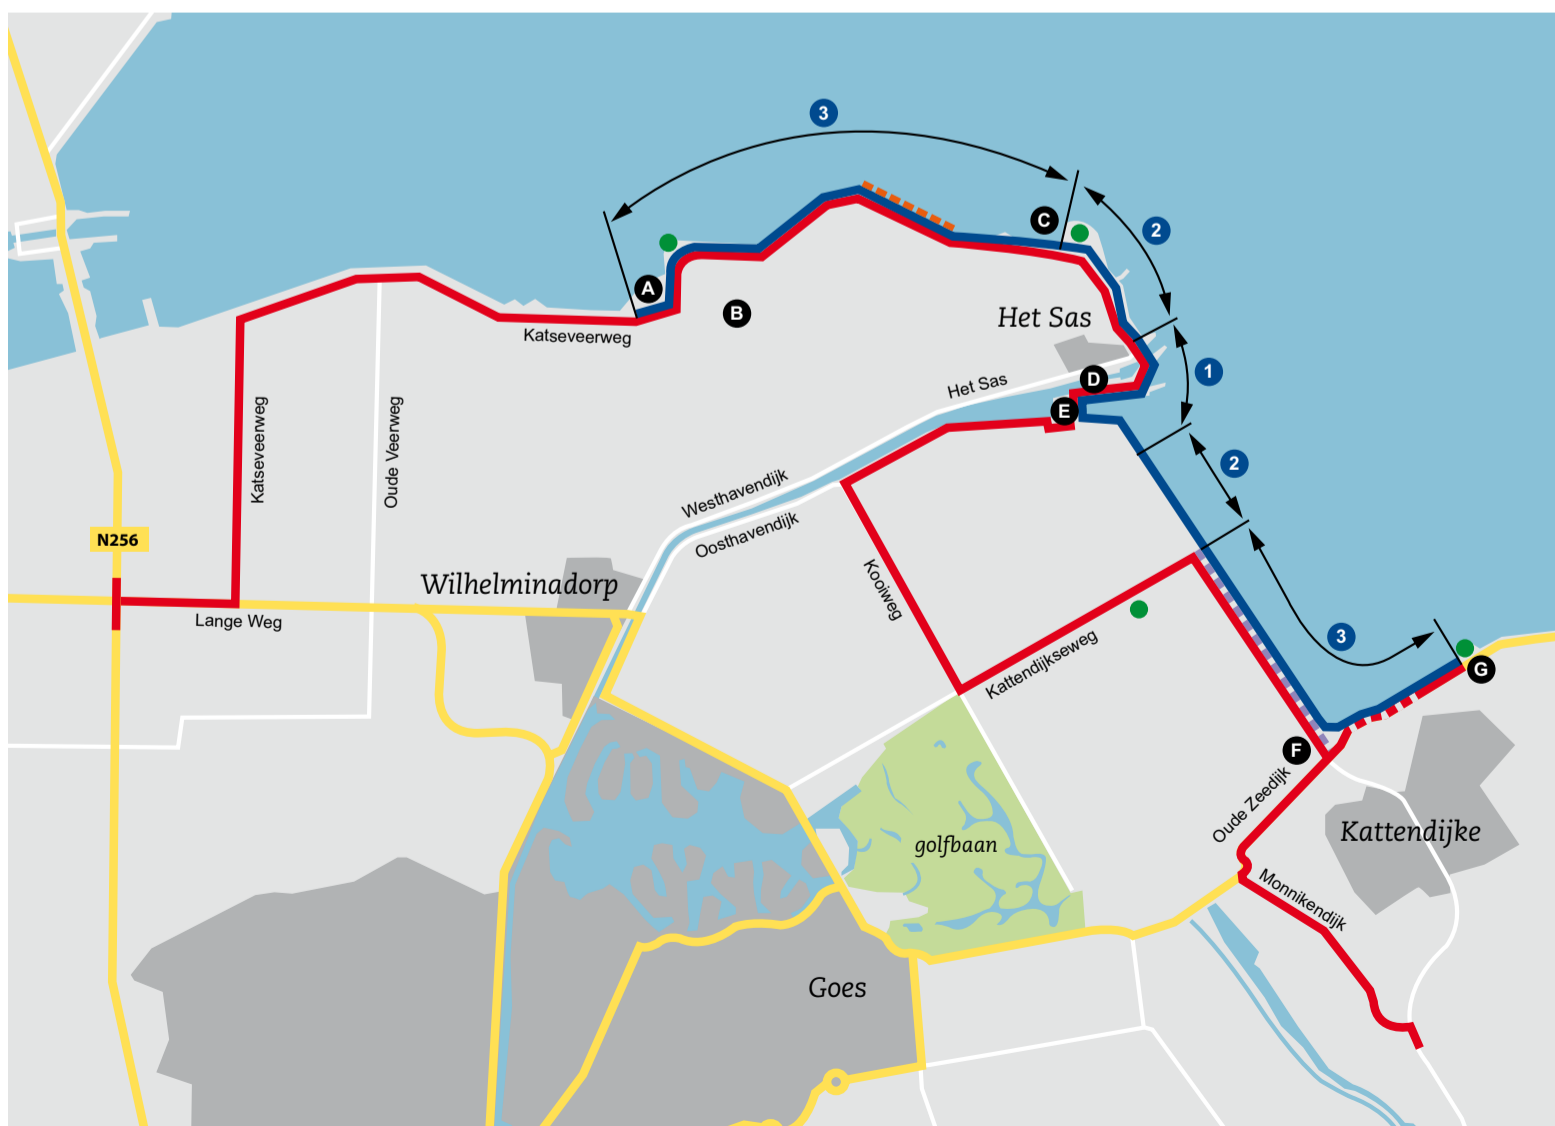 3
C
2
A
B
Het Sas
Katseveerweg
1
D
Het Sas
E
Katseveerweg
Oude Veerweg
2
Westhavendijk
Oosthavendijk
N256
Wilhelminadorp
Kooiweg
Lange Weg
3
Kattendijkseweg
G
F
Oude Zeedijk
Kattendijke
golfbaan
Monnikendijk
Goes